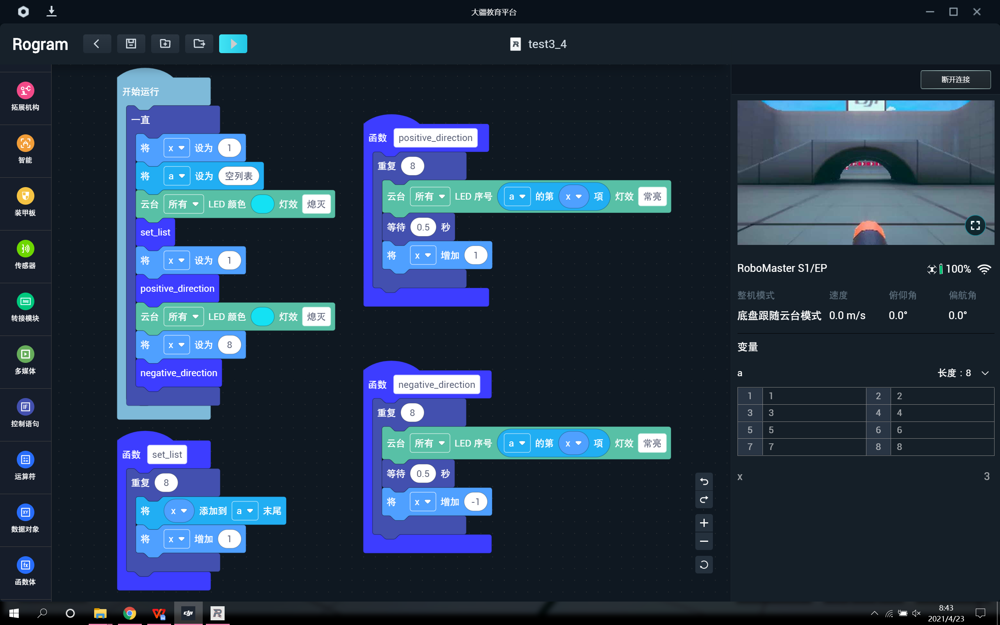 大疆教育平台
Rogram
test3_4
拓展机构
智能
装甲板
传感器
转接模块
多媒体
控制语句
IF
运算符
数据对象
XY
函数体
fx
开始运行
一直
将 x 设为 1
将 a 设为 空列表
云台 所有 LED 颜色 灯效 熄灭
set_list
将 x 设为 1
positive_direction
云台 所有 LED 颜色 灯效 熄灭
将 x 设为 8
negative_direction
函数 set_list
重复 8
将 x 添加到 a 末尾
将 x 增加 1
函数 positive_direction
重复 8
云台 所有 LED 序号 a 的第 x 项 灯效 常亮
等待 0.5 秒
将 x 增加 1
函数 negative_direction
重复 8
云台 所有 LED 序号 a 的第 x 项 灯效 常亮
等待 0.5 秒
将 x 增加 -1
断开连接
RoboMaster S1/EP 100%
整机模式 速度 俯仰角 偏航角
底盘跟随云台模式 0.0 m/s 0.0° 0.0°
变量
a 长度：8
1 1 2 2
3 3 4 4
5 5 6 6
7 7 8 8
x 3
dji
8:43
2021/4/23